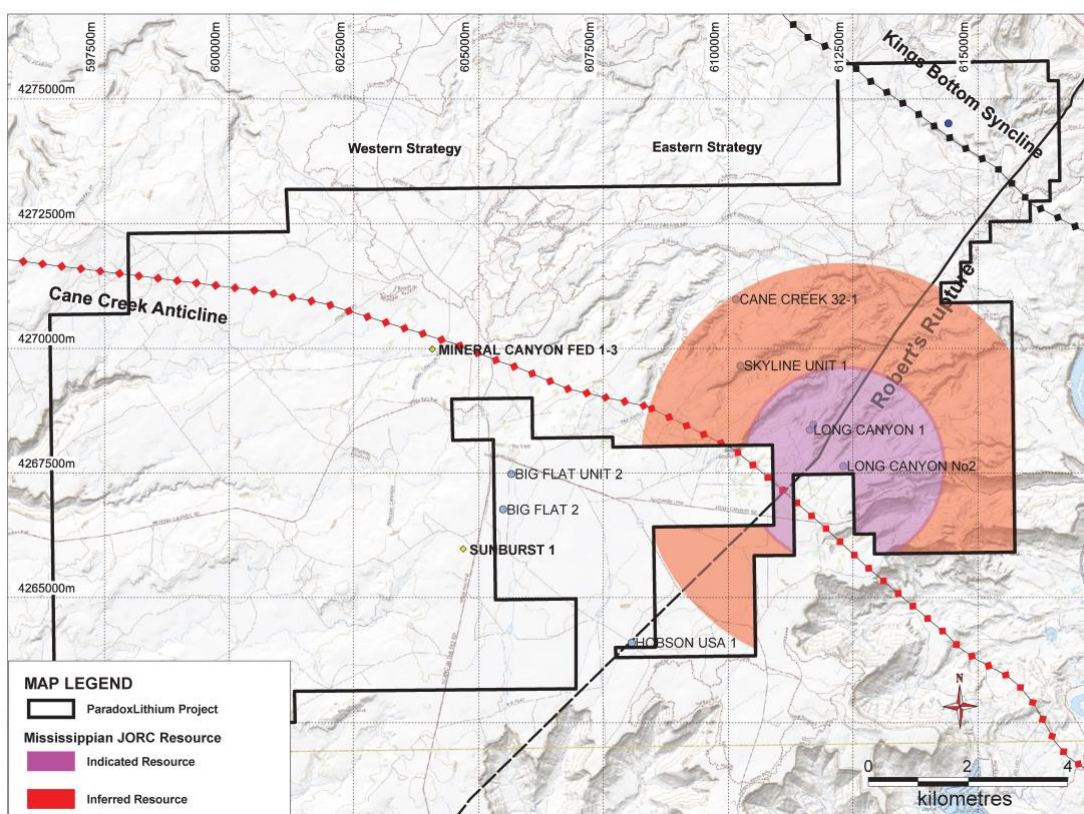 597500m
600000m
602500m
605000m
607500m
610000m
612500m
615000m
4275000m
Kings Bottom Syncline
Western Strategy
Eastern Strategy
4272500m
Cane Creek Anticline
CANE CREEK 32-1
Robert's Rupture
4270000m
MINERAL CANYON FED 1-3
SKYLINE UNIT 1
LONG CANYON 1
4267500m
BIG FLAT UNIT 2
LONG CANYON No2
BIG FLAT 2
SUNBURST 1
4265000m
HOBSON USA 1
MAP LEGEND
ParadoxLithium Project
Mississippian JORC Resource
Indicated Resource
Inferred Resource
N
0 2 4
kilometres